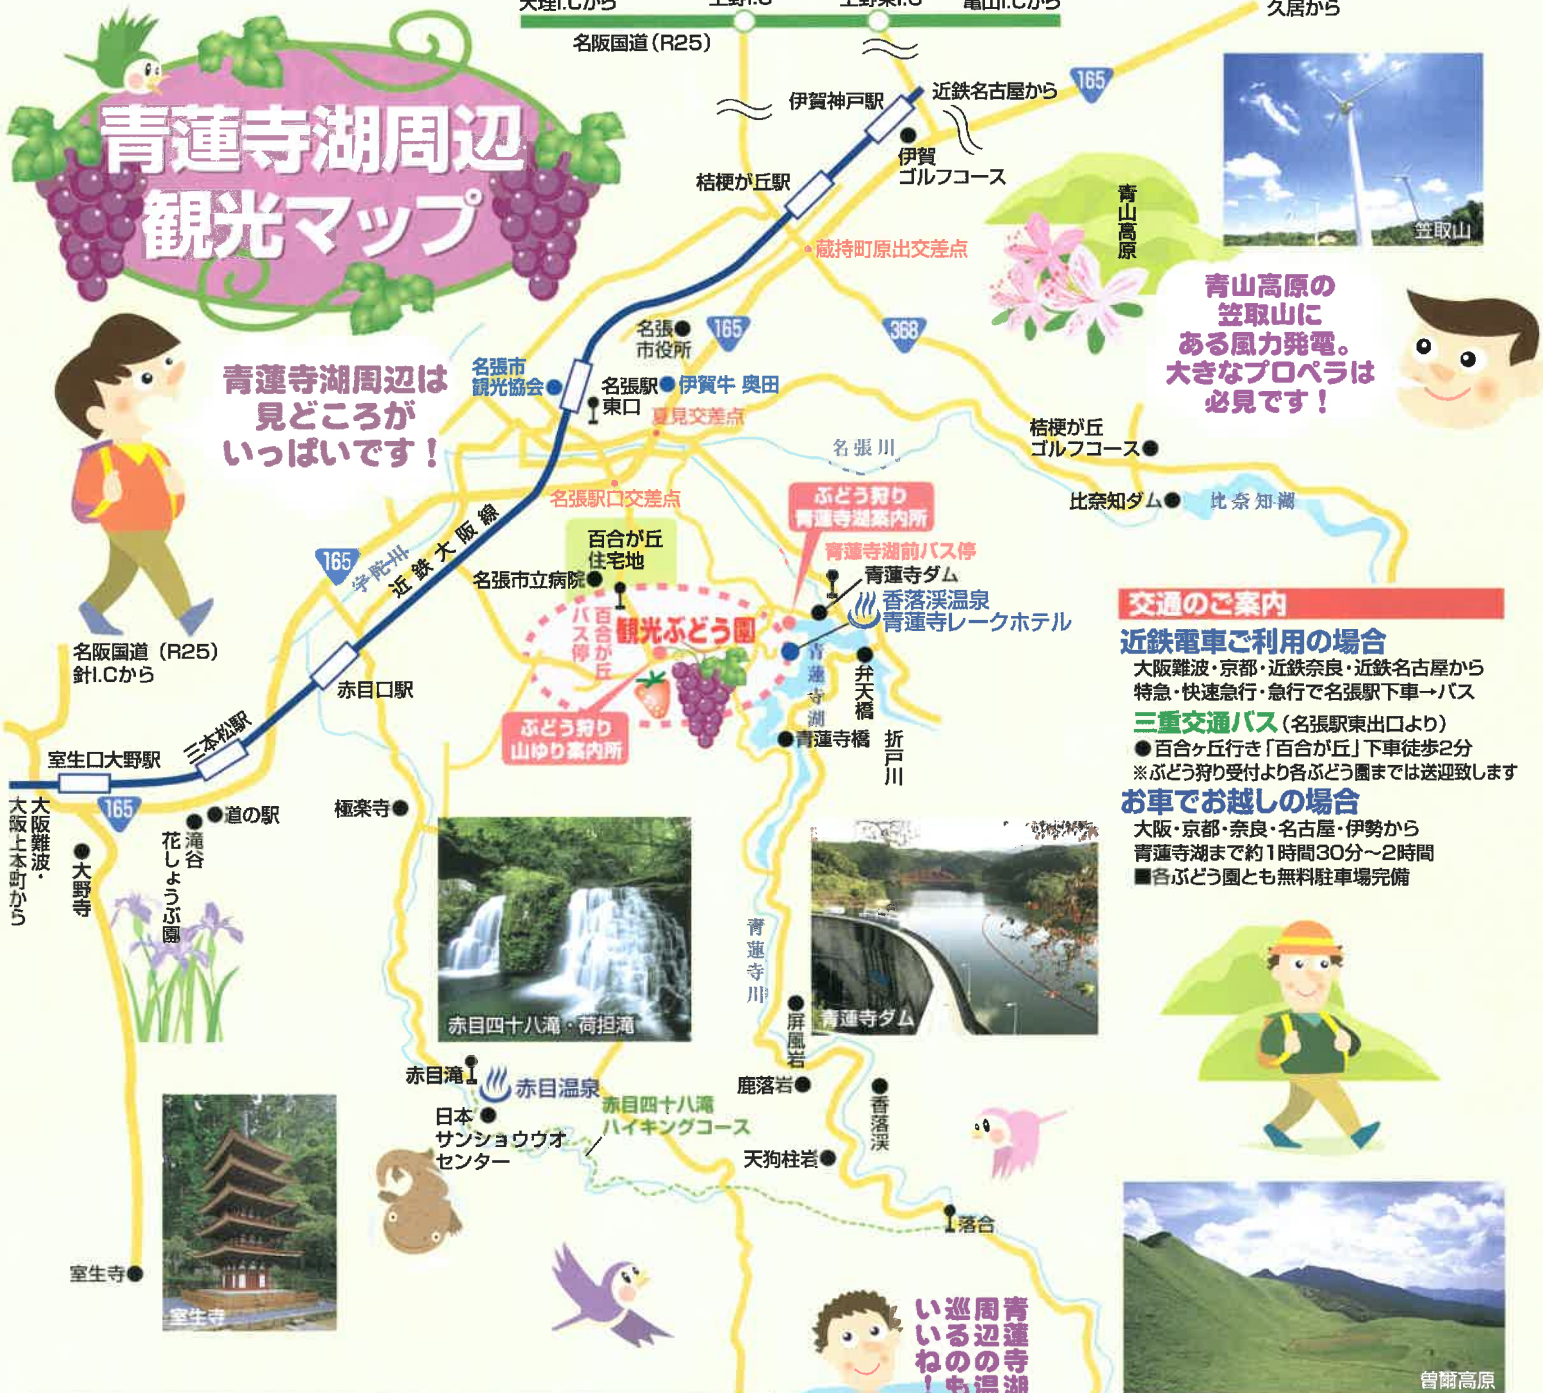 天理I.Cから
上野I.C
上野東I.C
亀山I.Cから
久居から
名阪国道(R25)
青蓮寺湖周辺
観光マップ
165
伊賀神戸駅
近鉄名古屋から
伊賀
ゴルフコース
桔梗が丘駅
青山高原
笠取山
蔵持町原出交差点
青山高原の
笠取山に
ある風力発電。
大きなプロペラは
必見です！
名張
市役所
165
368
青蓮寺湖周辺は
見どころが
いっぱいです！
名張市
観光協会
名張駅
東口
伊賀牛 奥田
夏見交差点
名張川
桔梗が丘
ゴルフコース
比奈知ダム
比奈知湖
名張駅口交差点
ぶどう狩り
青蓮寺湖案内所
近鉄大阪線
宇陀川
165
百合が丘
住宅地
名張市立病院
青蓮寺湖前バス停
青蓮寺ダム
香落渓温泉
青蓮寺レークホテル
百合が丘
バス停
観光ぶどう園
青蓮寺湖
弁天橋
ぶどう狩り
山ゆり案内所
青蓮寺橋
折戸川
名阪国道（R25）
針I.Cから
赤目口駅
三本松駅
室生口大野駅
165
大阪難波・
大阪上本町から
道の駅
滝谷
花しょうぶ園
大野寺
極楽寺
交通のご案内
近鉄電車ご利用の場合
大阪難波・京都・近鉄奈良・近鉄名古屋から
特急・快速急行・急行で名張駅下車→バス
三重交通バス(名張駅東出口より)
●百合ヶ丘行き「百合が丘」下車徒歩2分
※ぶどう狩り受付より各ぶどう園までは送迎致します
お車でお越しの場合
大阪・京都・奈良・名古屋・伊勢から
青蓮寺湖まで約1時間30分～2時間
■各ぶどう園とも無料駐車場完備
赤目四十八滝・荷担滝
青蓮寺川
青蓮寺ダム
屏風岩
鹿落岩
香落渓
天狗柱岩
赤目滝
赤目温泉
日本
サンショウウオ
センター
赤目四十八滝
ハイキングコース
落合
室生寺
室生寺
青蓮寺湖
周辺の温
巡るのも
いいね！
曽爾高原